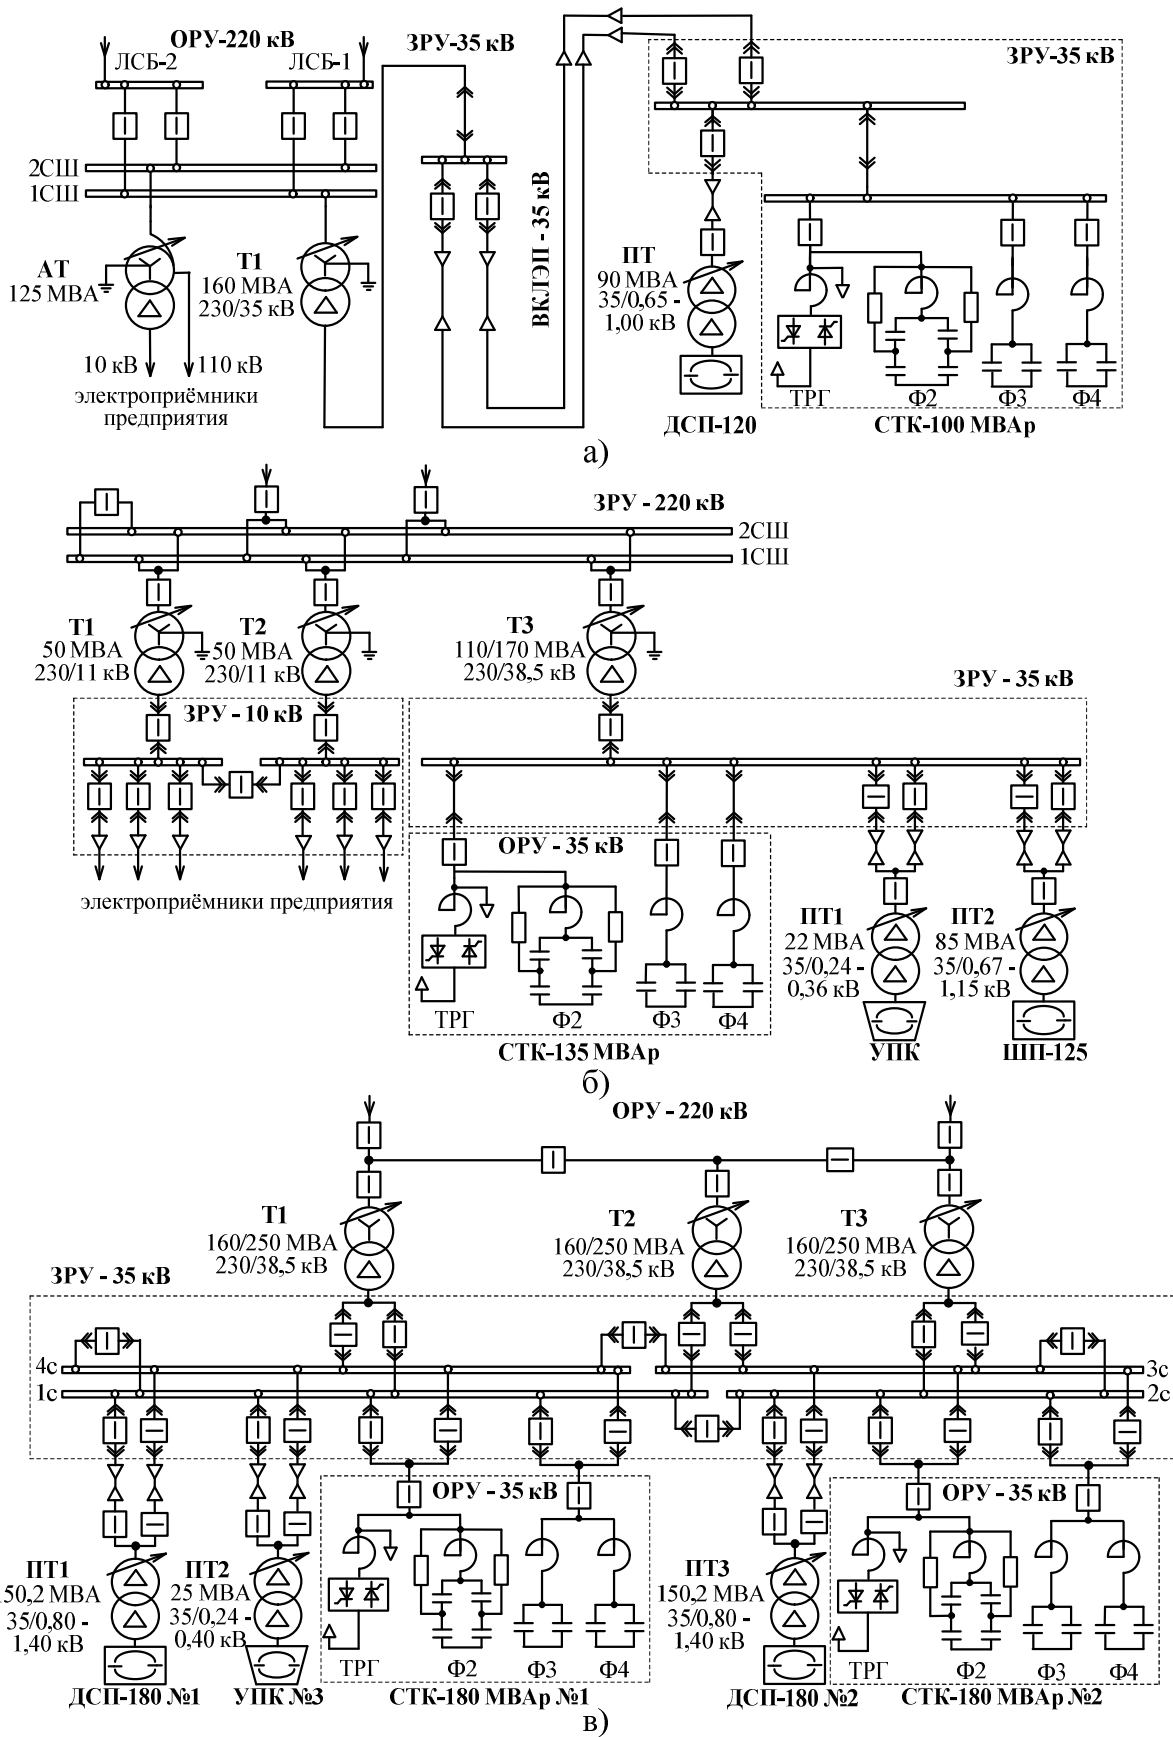 ОРУ-220 кВ
ЛСБ-2
ЛСБ-1
2СШ
1СШ
АТ
125 МВА
Т1
160 МВА
230/35 кВ
10 кВ
110 кВ
электроприёмники
предприятия
ЗРУ-35 кВ
ВКЛЭП - 35 кВ
ЗРУ-35 кВ
ПТ
90 МВА
35/0,65 -
1,00 кВ
ДСП-120
ТРГ
Ф2
Ф3
Ф4
СТК-100 МВАр
а)
ЗРУ - 220 кВ
2СШ
1СШ
Т1
50 МВА
230/11 кВ
Т2
50 МВА
230/11 кВ
Т3
110/170 МВА
230/38,5 кВ
ЗРУ - 35 кВ
ЗРУ - 10 кВ
электроприёмники предприятия
ОРУ - 35 кВ
ТРГ
Ф2
Ф3
Ф4
СТК-135 МВАр
ПТ1
22 МВА
35/0,24 -
0,36 кВ
УПК
ПТ2
85 МВА
35/0,67 -
1,15 кВ
ШП-125
б)
ОРУ - 220 кВ
Т1
160/250 МВА
230/38,5 кВ
Т2
160/250 МВА
230/38,5 кВ
Т3
160/250 МВА
230/38,5 кВ
ЗРУ - 35 кВ
4с
3с
1с
2с
ПТ1
150,2 МВА
35/0,80 -
1,40 кВ
ДСП-180 №1
ПТ2
25 МВА
35/0,24 -
0,40 кВ
УПК №3
ОРУ - 35 кВ
ТРГ
Ф2
Ф3
Ф4
СТК-180 МВАр №1
ПТ3
150,2 МВА
35/0,80 -
1,40 кВ
ДСП-180 №2
ОРУ - 35 кВ
ТРГ
Ф2
Ф3
Ф4
СТК-180 МВАр №2
в)